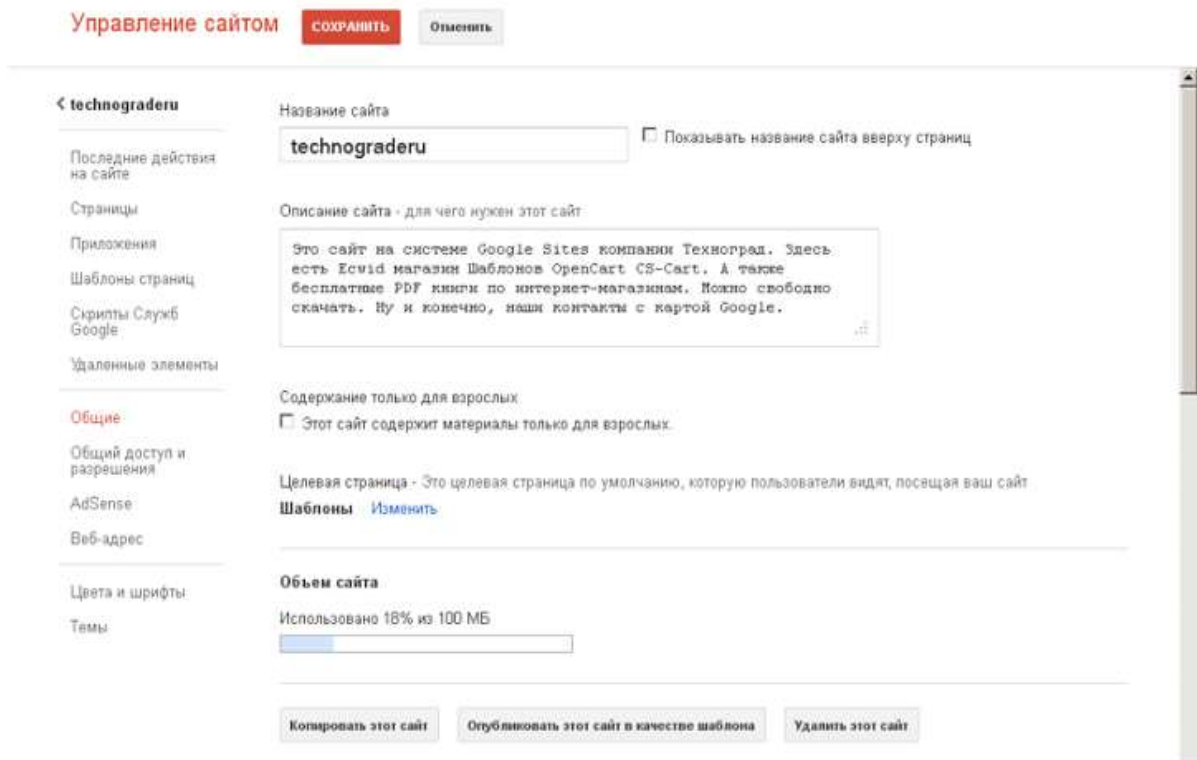 Управление сайтом СОХРАНИТЬ Отменить
technograderu
Последние действия
на сайте
Страницы
Приложения
Шаблоны страниц
Скрипты Служб
Google
Удаленные элементы
Общие
Общий доступ и
разрешения
AdSense
Веб-адрес
Цвета и шрифты
Темы
Название сайта
technograderu
Показывать название сайта вверху страниц
Описание сайта - для чего нужен этот сайт
Это сайт на системе Google Sites компании Техноград. Здесь
есть Ecwid магазин Шаблонов OpenCart CS-Cart. А также
бесплатные PDF книги по интернет-магазинам. Можно свободно
скачать. Ну и конечно, наши контакты с картой Google.
Содержание только для взрослых
Этот сайт содержит материалы только для взрослых.
Целевая страница - Это целевая страница по умолчанию, которую пользователи видят, посещая ваш сайт
Шаблоны Изменить
Объем сайта
Использовано 18% из 100 МБ
Копировать этот сайт Опубликовать этот сайт в качестве шаблона Удалить этот сайт